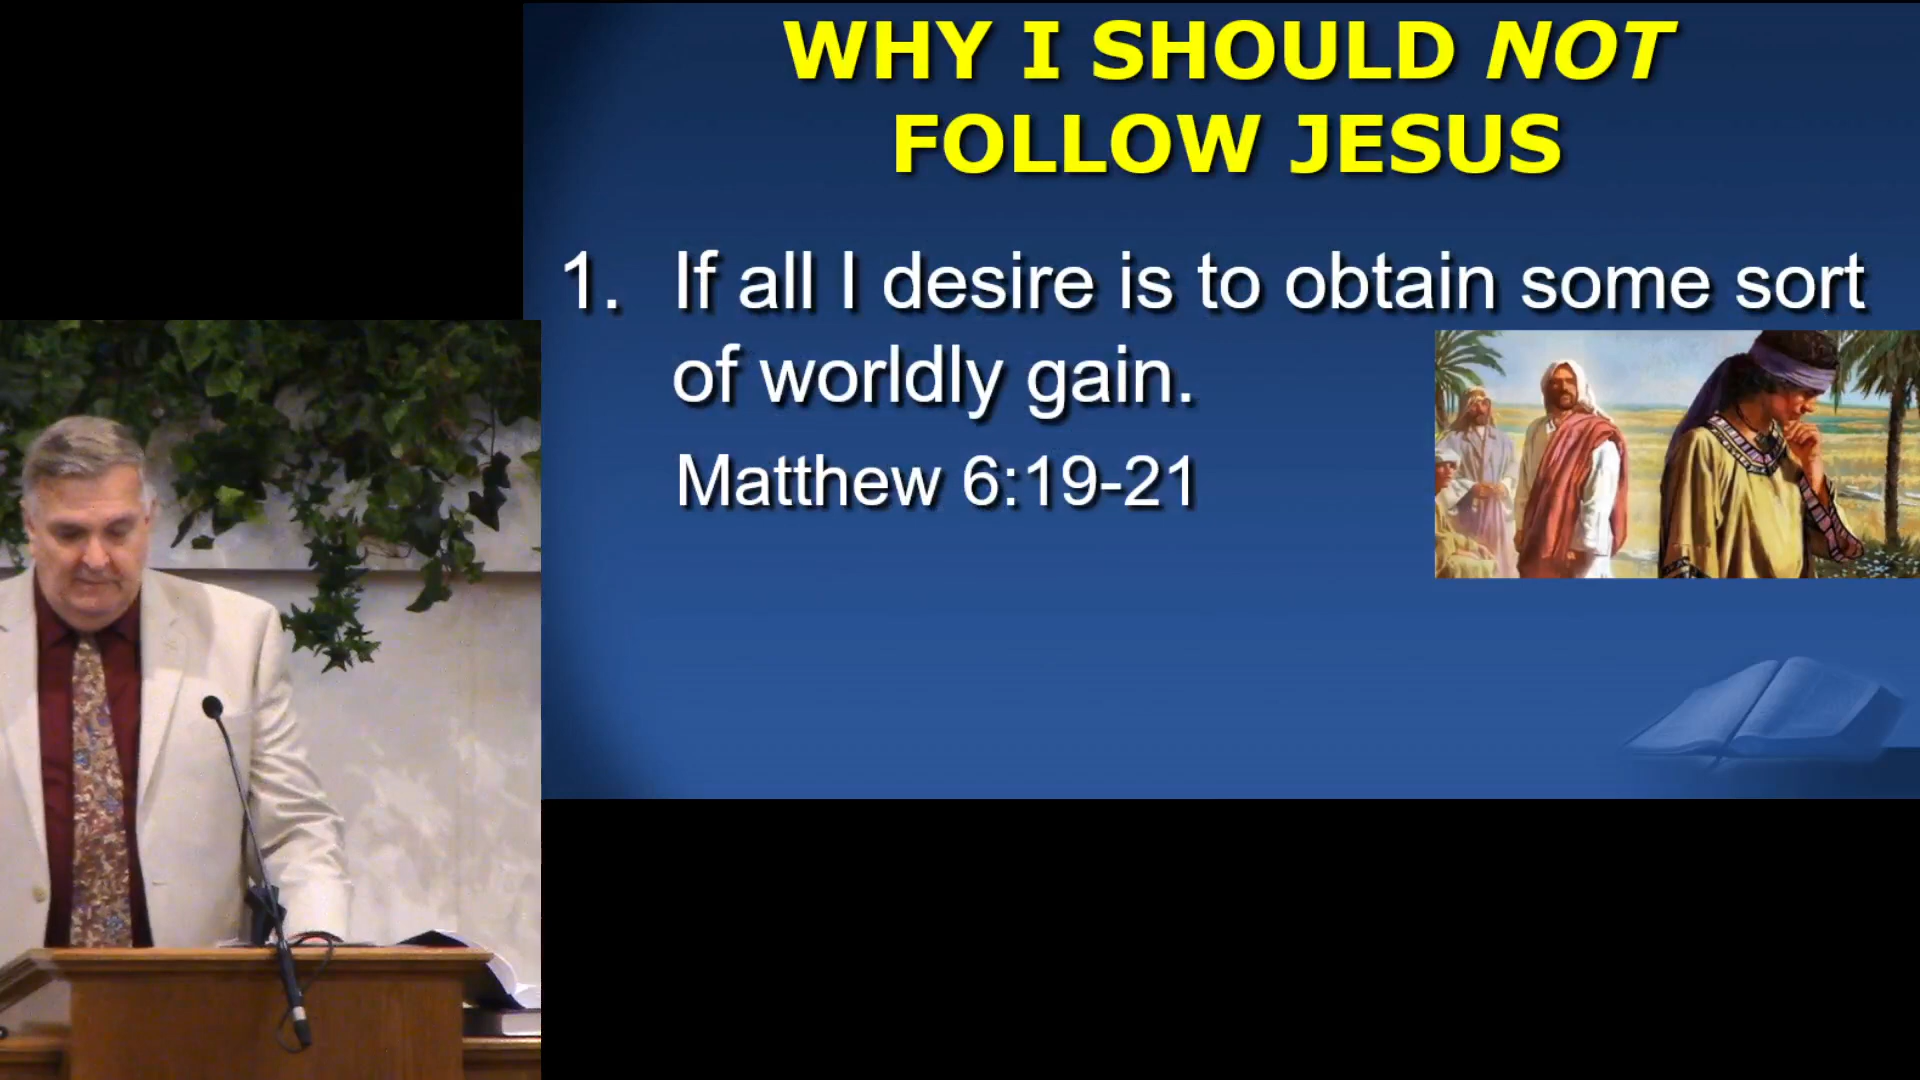 WHY I SHOULD NOT
FOLLOW JESUS
1. If all I desire is to obtain some sort
of worldly gain.
Matthew 6:19-21